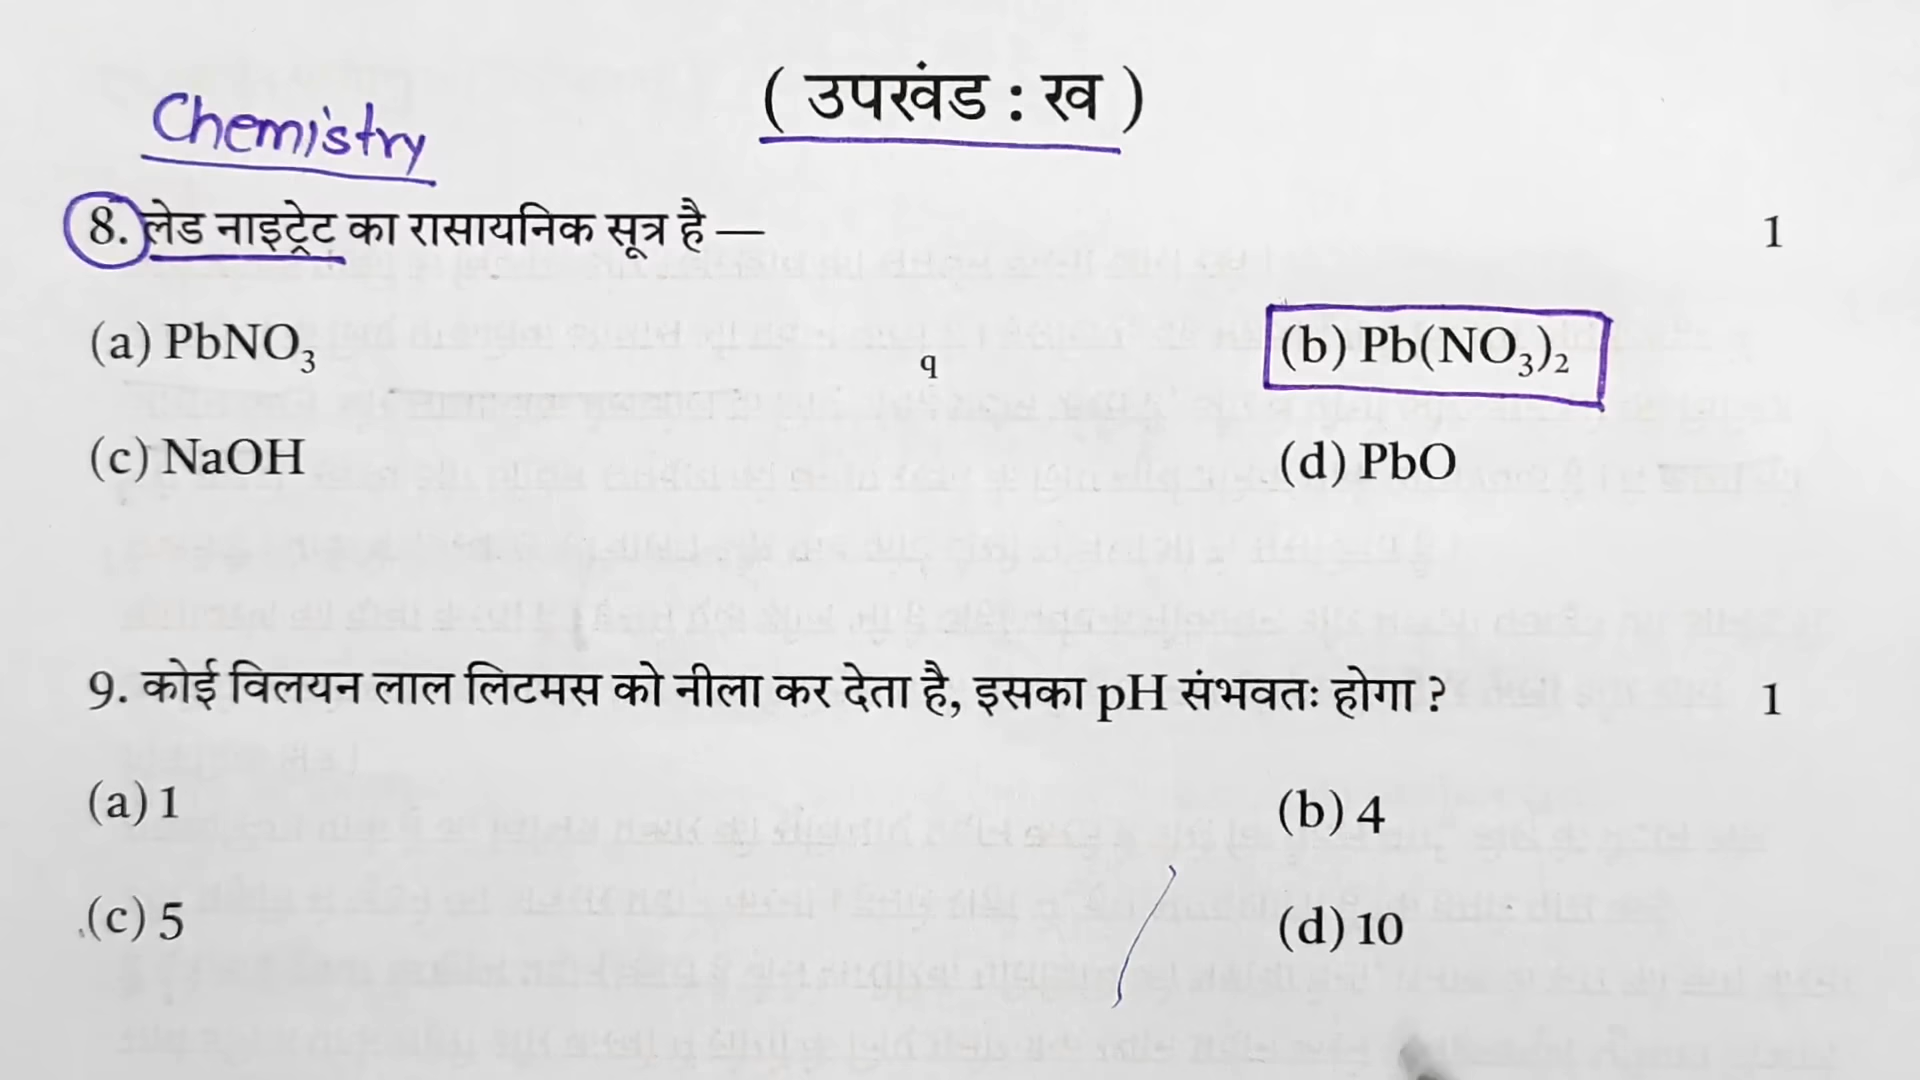 ( उपखंड : ख )
Chemistry
8. लेड नाइट्रेट का रासायनिक सूत्र है — 1
(a) PbNO₃ q (b) Pb(NO₃)₂
(c) NaOH (d) PbO
9. कोई विलयन लाल लिटमस को नीला कर देता है, इसका pH संभवतः होगा ? 1
(a) 1 (b) 4
(c) 5 (d) 10